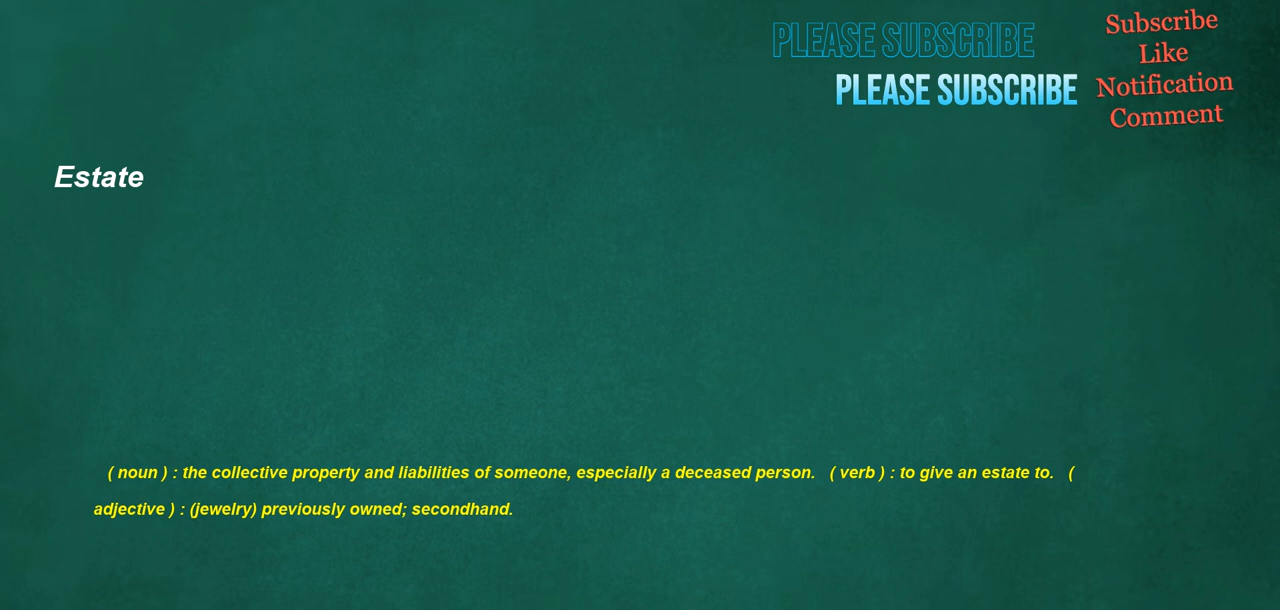 PLEASE SUBSCRIBE
PLEASE SUBSCRIBE
Subscribe
Like
Notification
Comment
Estate
( noun ) : the collective property and liabilities of someone, especially a deceased person. ( verb ) : to give an estate to. (
adjective ) : (jewelry) previously owned; secondhand.